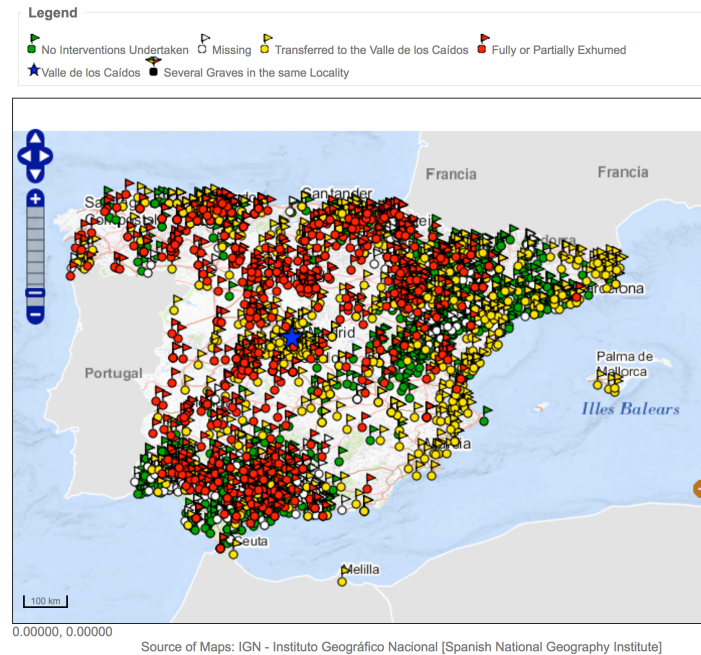 Legend
No Interventions Undertaken Missing Transferred to the Valle de los Caídos Fully or Partially Exhumed
Valle de los Caídos Several Graves in the same Locality
Francia
Francia
Santander
Portugal
Palma de
Mallorca
Illes Balears
Ceuta
Melilla
100 km
0.00000, 0.00000
Source of Maps: IGN - Instituto Geográfico Nacional [Spanish National Geography Institute]